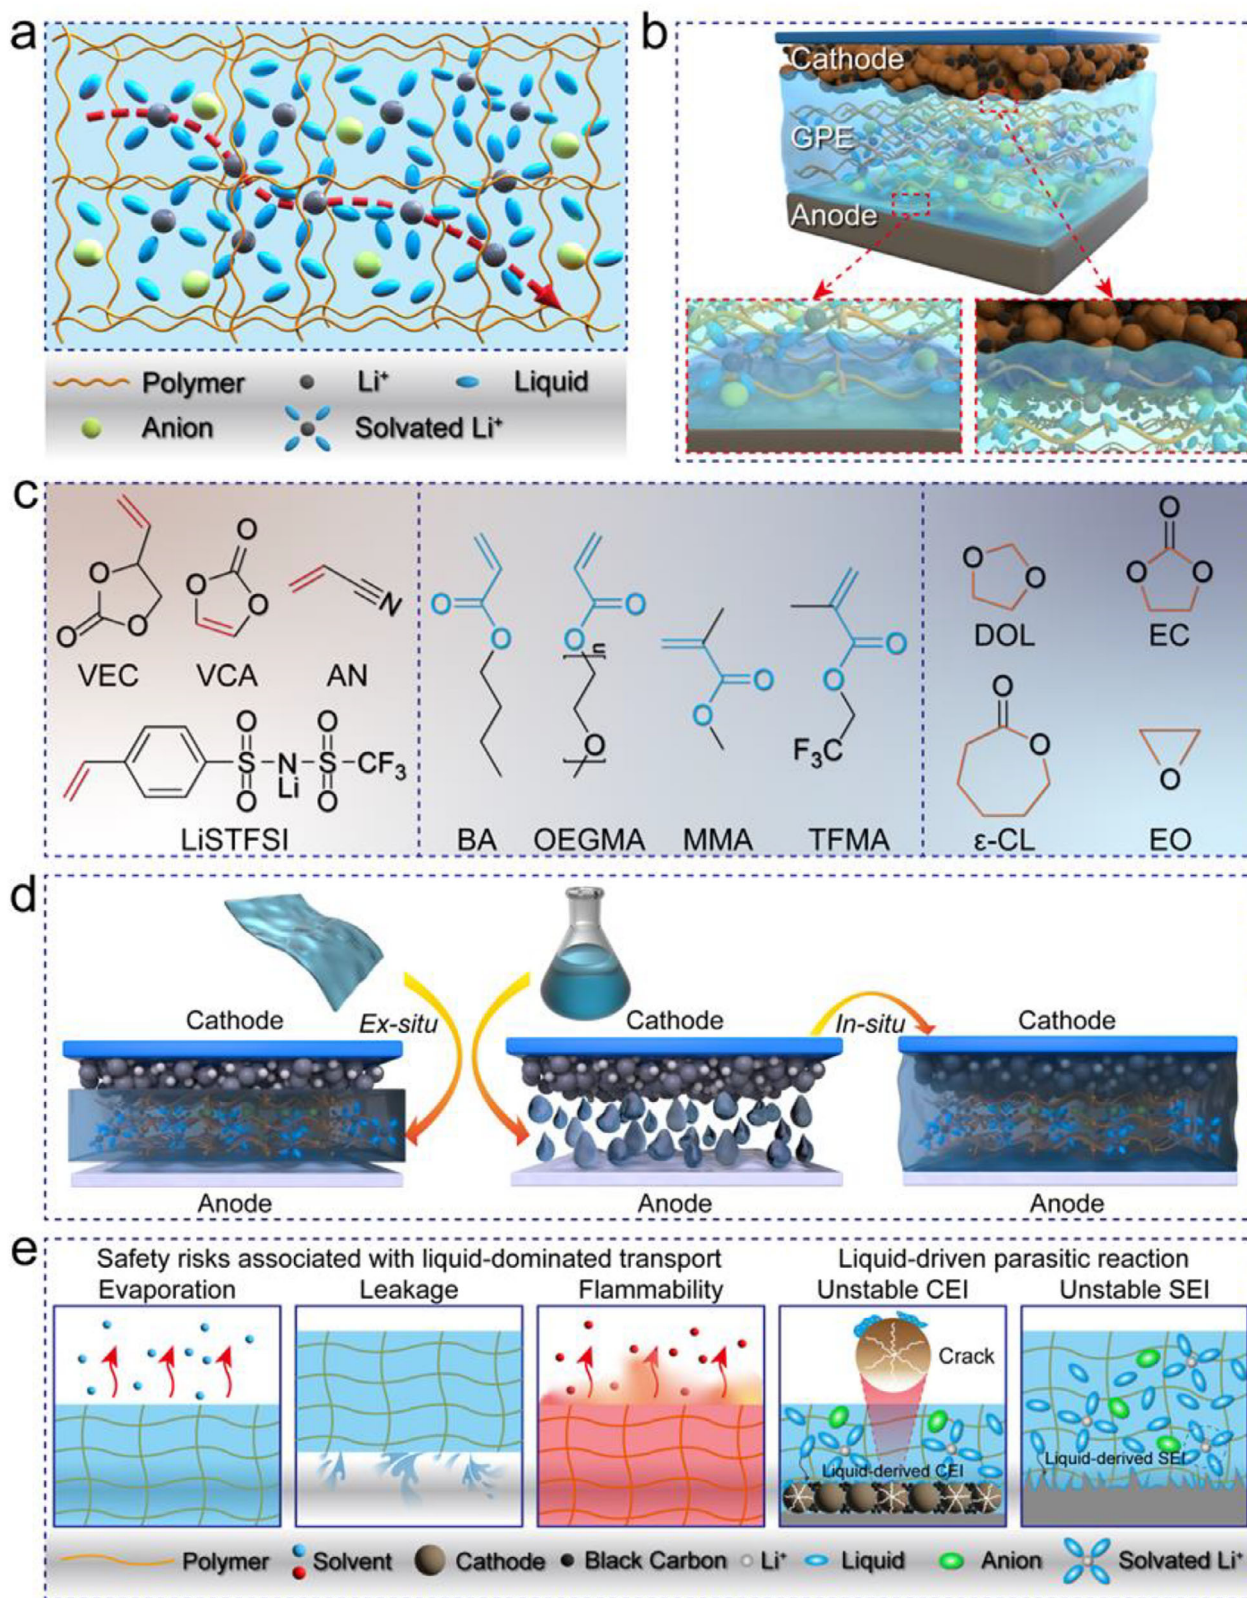 a
Polymer
Li⁺
Liquid
Anion
Solvated Li⁺
b
Cathode
GPE
Anode
c
O
O
O
VEC
O
O
O
VCA
N
AN
O
O
S
N
S
CF₃
O
Li
O
LiSTFSI
O
O
BA
O
O
n
O
OEGMA
O
O
MMA
O
O
F₃C
TFMA
O
O
DOL
O
O
O
EC
O
O
ε-CL
O
EO
d
Cathode
Ex-situ
Anode
Cathode
In-situ
Anode
Cathode
Anode
e
Safety risks associated with liquid-dominated transport
Liquid-driven parasitic reaction
Evaporation
Leakage
Flammability
Unstable CEI
Unstable SEI
Crack
Liquid-derived CEI
Liquid-derived SEI
Polymer
Solvent
Cathode
Black Carbon
Li⁺
Liquid
Anion
Solvated Li⁺